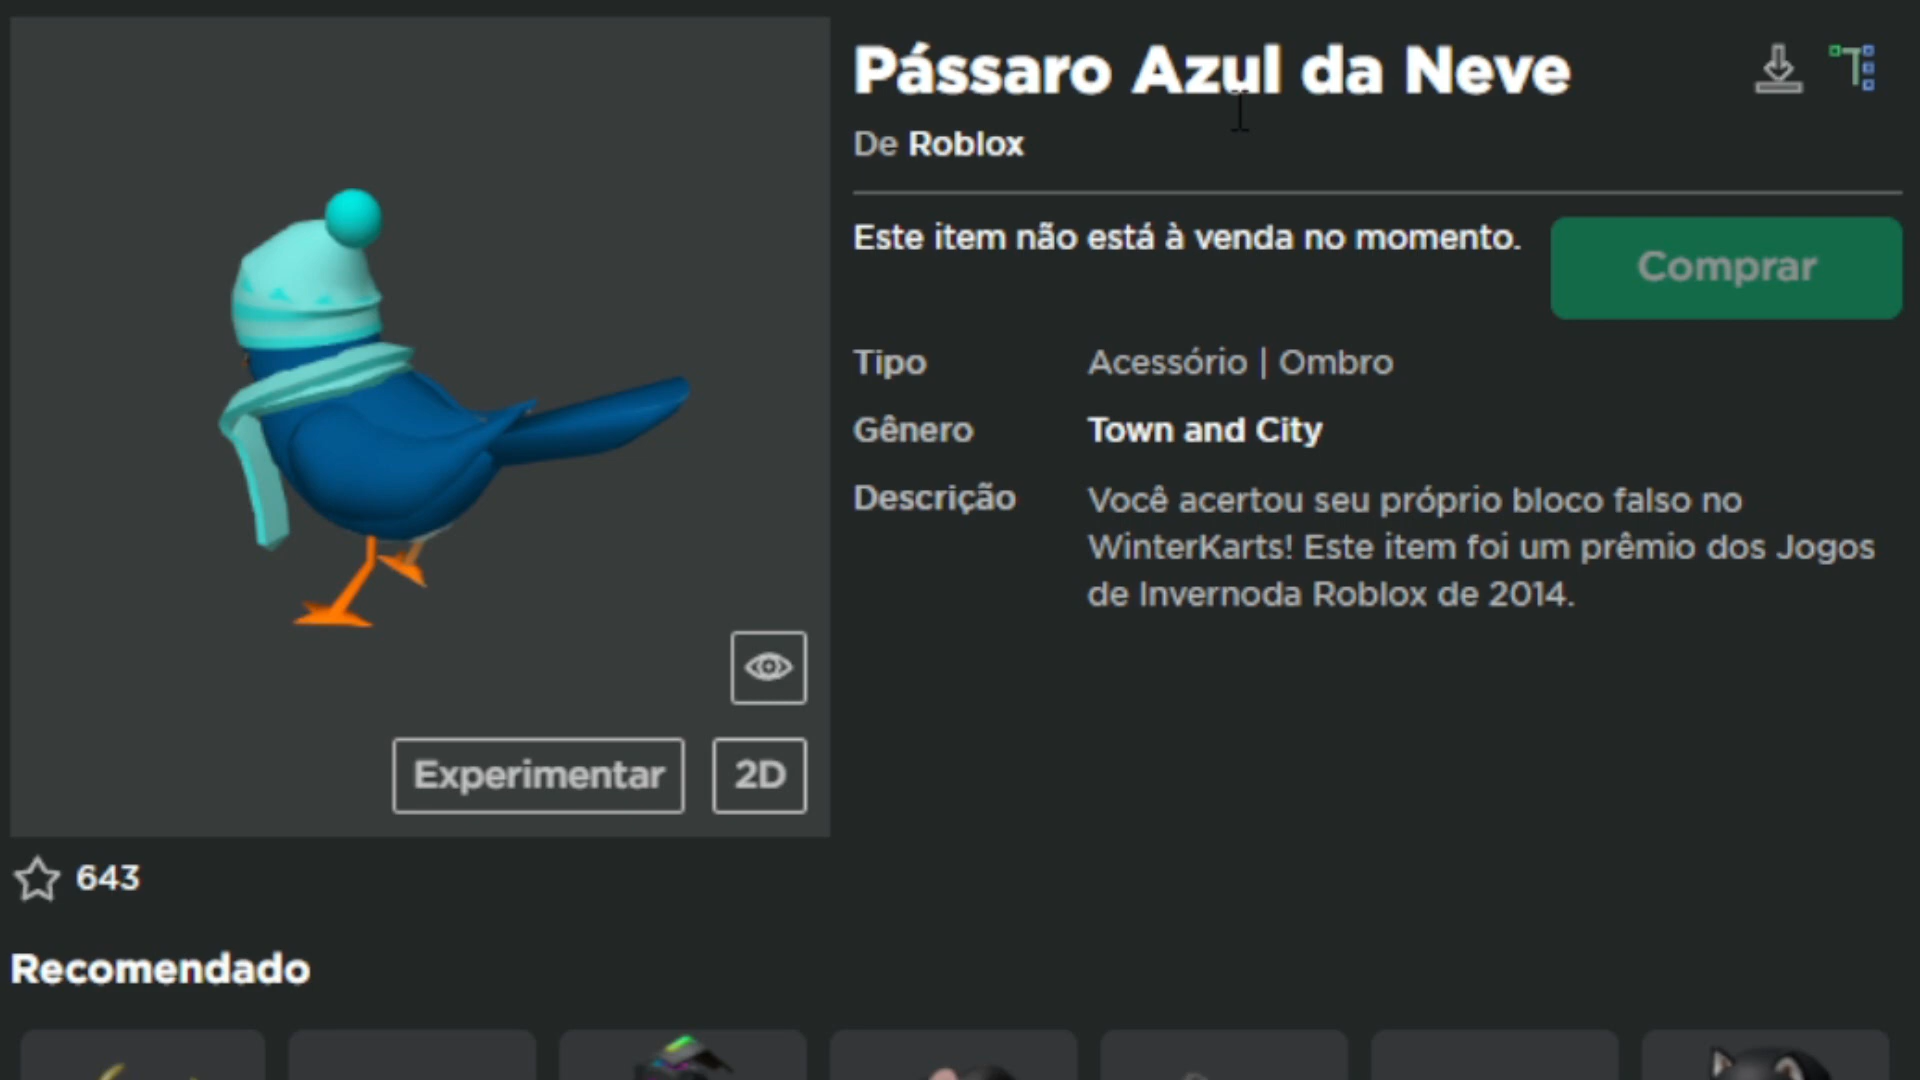 Pássaro Azul da Neve
De Roblox
Este item não está à venda no momento.
Comprar
Tipo Acessório | Ombro
Gênero Town and City
Descrição Você acertou seu próprio bloco falso no
WinterKarts! Este item foi um prêmio dos Jogos
de Invernoda Roblox de 2014.
Experimentar 2D
643
Recomendado